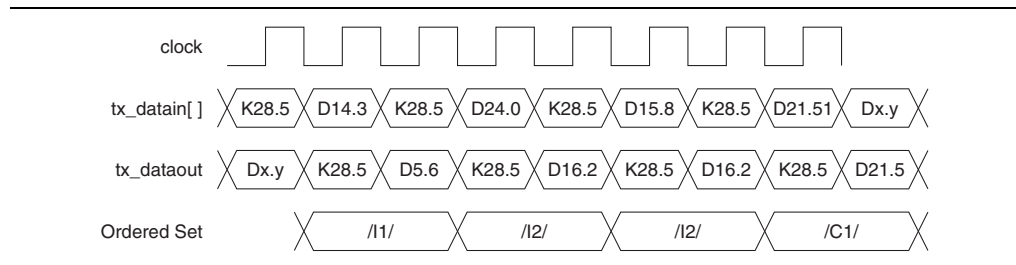 clock
tx_datain[ ] K28.5 D14.3 K28.5 D24.0 K28.5 D15.8 K28.5 D21.51 Dx.y
tx_dataout Dx.y K28.5 D5.6 K28.5 D16.2 K28.5 D16.2 K28.5 D21.5
Ordered Set /I1/ /I2/ /I2/ /C1/